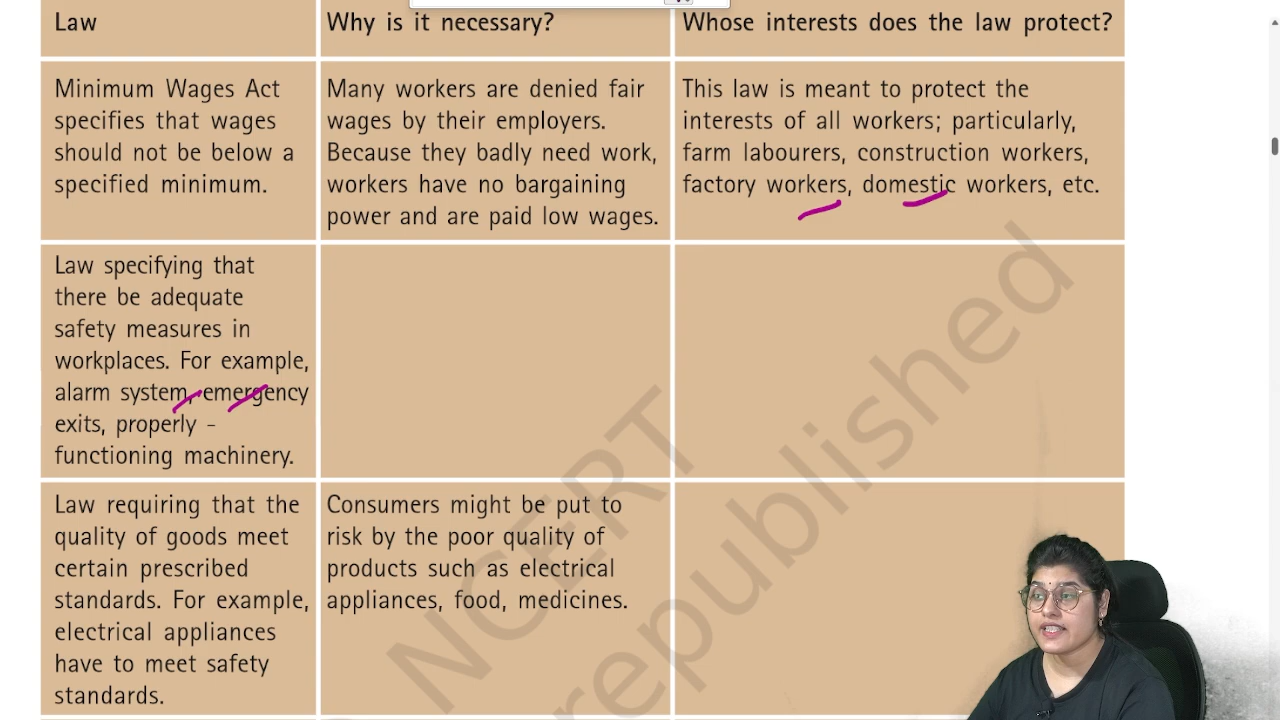 Law
Why is it necessary?
Whose interests does the law protect?
Minimum Wages Act
specifies that wages
should not be below a
specified minimum.
Many workers are denied fair
wages by their employers.
Because they badly need work,
workers have no bargaining
power and are paid low wages.
This law is meant to protect the
interests of all workers; particularly,
farm labourers, construction workers,
factory workers, domestic workers, etc.
Law specifying that
there be adequate
safety measures in
workplaces. For example,
alarm system, emergency
exits, properly -
functioning machinery.
Law requiring that the
quality of goods meet
certain prescribed
standards. For example,
electrical appliances
have to meet safety
standards.
Consumers might be put to
risk by the poor quality of
products such as electrical
appliances, food, medicines.
NCERT
republished